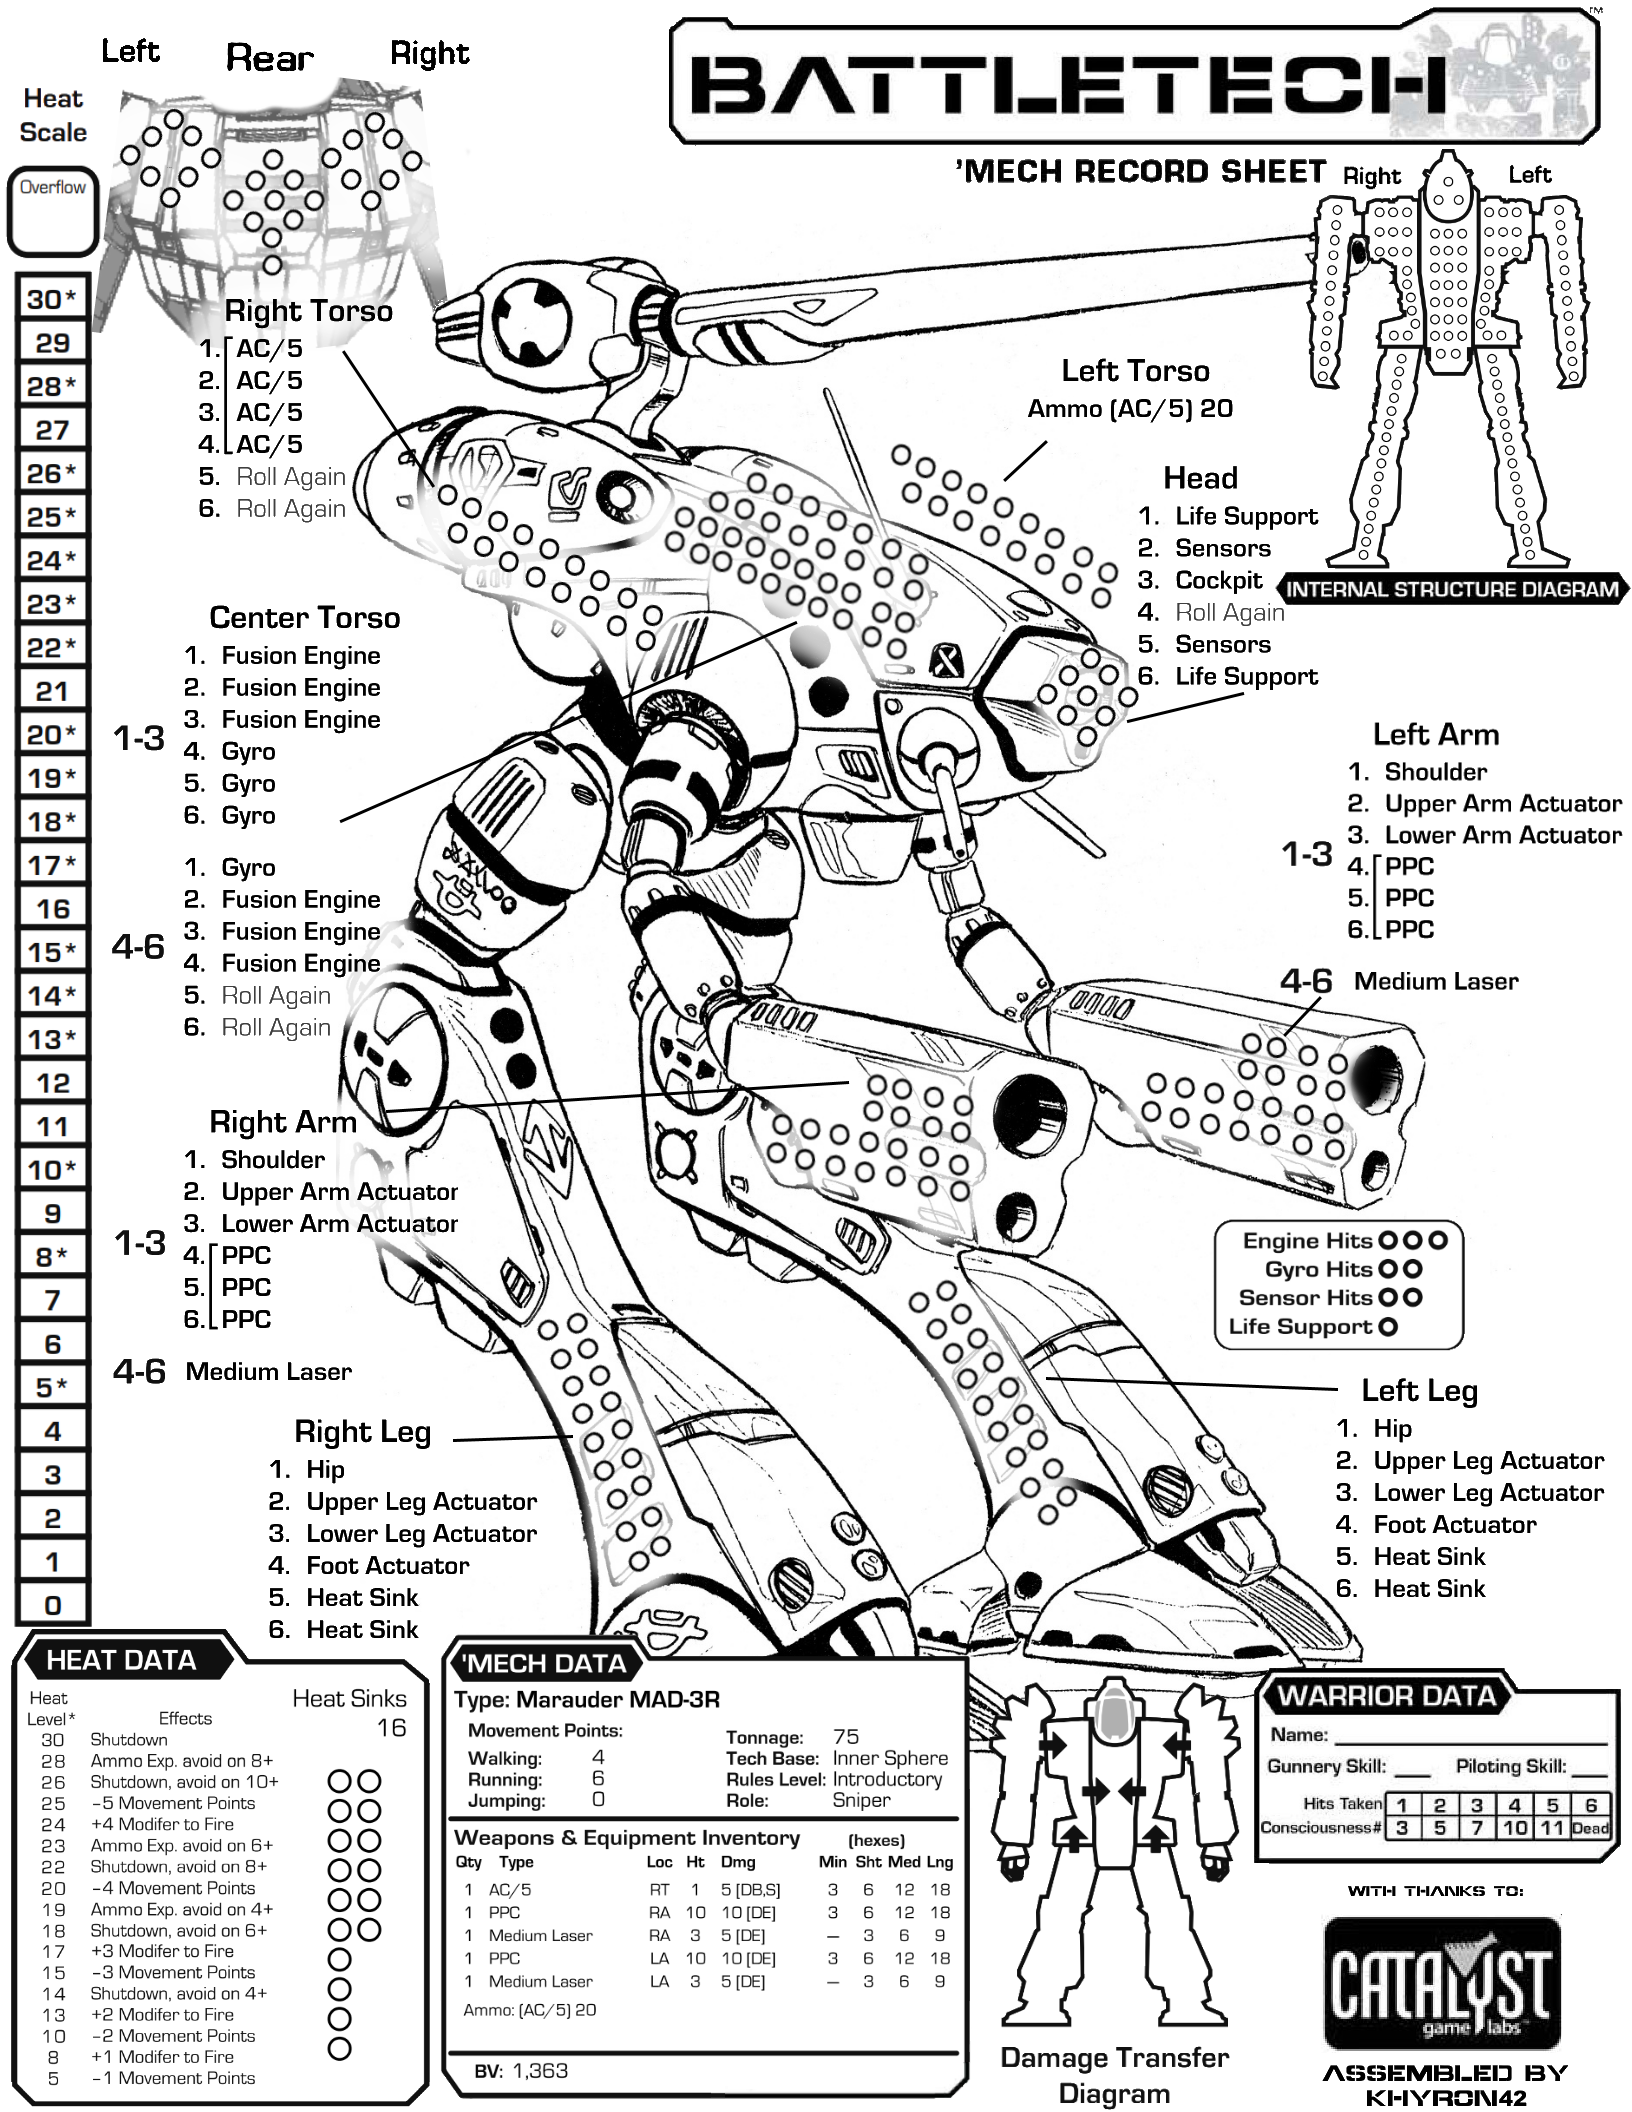 BATTLETECH
TM
'MECH RECORD SHEET
Left
Rear
Right
Heat
Scale
Overflow
30*
29
28*
27
26*
25*
24*
23*
22*
21
20*
19*
18*
17*
16
15*
14*
13*
12
11
10*
9
8*
7
6
5*
4
3
2
1
0
Right Torso
1. AC/5
2. AC/5
3. AC/5
4. AC/5
5. Roll Again
6. Roll Again
Center Torso
1-3
1. Fusion Engine
2. Fusion Engine
3. Fusion Engine
4. Gyro
5. Gyro
6. Gyro
4-6
1. Gyro
2. Fusion Engine
3. Fusion Engine
4. Fusion Engine
5. Roll Again
6. Roll Again
Right Arm
1-3
1. Shoulder
2. Upper Arm Actuator
3. Lower Arm Actuator
4. PPC
5. PPC
6. PPC
4-6 Medium Laser
Right Leg
1. Hip
2. Upper Leg Actuator
3. Lower Leg Actuator
4. Foot Actuator
5. Heat Sink
6. Heat Sink
Left Torso
Ammo (AC/5) 20
Head
1. Life Support
2. Sensors
3. Cockpit
4. Roll Again
5. Sensors
6. Life Support
Right
Left
INTERNAL STRUCTURE DIAGRAM
Left Arm
1-3
1. Shoulder
2. Upper Arm Actuator
3. Lower Arm Actuator
4. PPC
5. PPC
6. PPC
4-6 Medium Laser
Engine Hits
Gyro Hits
Sensor Hits
Life Support
Left Leg
1. Hip
2. Upper Leg Actuator
3. Lower Leg Actuator
4. Foot Actuator
5. Heat Sink
6. Heat Sink
HEAT DATA
Heat
Level* Effects
Heat Sinks
16
30 Shutdown
28 Ammo Exp. avoid on 8+
26 Shutdown, avoid on 10+
25 -5 Movement Points
24 +4 Modifer to Fire
23 Ammo Exp. avoid on 6+
22 Shutdown, avoid on 8+
20 -4 Movement Points
19 Ammo Exp. avoid on 4+
18 Shutdown, avoid on 6+
17 +3 Modifer to Fire
15 -3 Movement Points
14 Shutdown, avoid on 4+
13 +2 Modifer to Fire
10 -2 Movement Points
8 +1 Modifer to Fire
5 -1 Movement Points
'MECH DATA
Type: Marauder MAD-3R
Movement Points:
Walking: 4
Running: 6
Jumping: 0
Tonnage: 75
Tech Base: Inner Sphere
Rules Level: Introductory
Role: Sniper
Weapons & Equipment Inventory (hexes)
Qty Type Loc Ht Dmg Min Sht Med Lng
1 AC/5 RT 1 5 [DB,S] 3 6 12 18
1 PPC RA 10 10 [DE] 3 6 12 18
1 Medium Laser RA 3 5 [DE] — 3 6 9
1 PPC LA 10 10 [DE] 3 6 12 18
1 Medium Laser LA 3 5 [DE] — 3 6 9
Ammo: (AC/5) 20
BV: 1,363
Damage Transfer
Diagram
WARRIOR DATA
Name:
Gunnery Skill: Piloting Skill:
Hits Taken 1 2 3 4 5 6
Consciousness# 3 5 7 10 11 Dead
WITH THANKS TO:
CATALYST
game labs
ASSEMBLED BY
KHYRON42